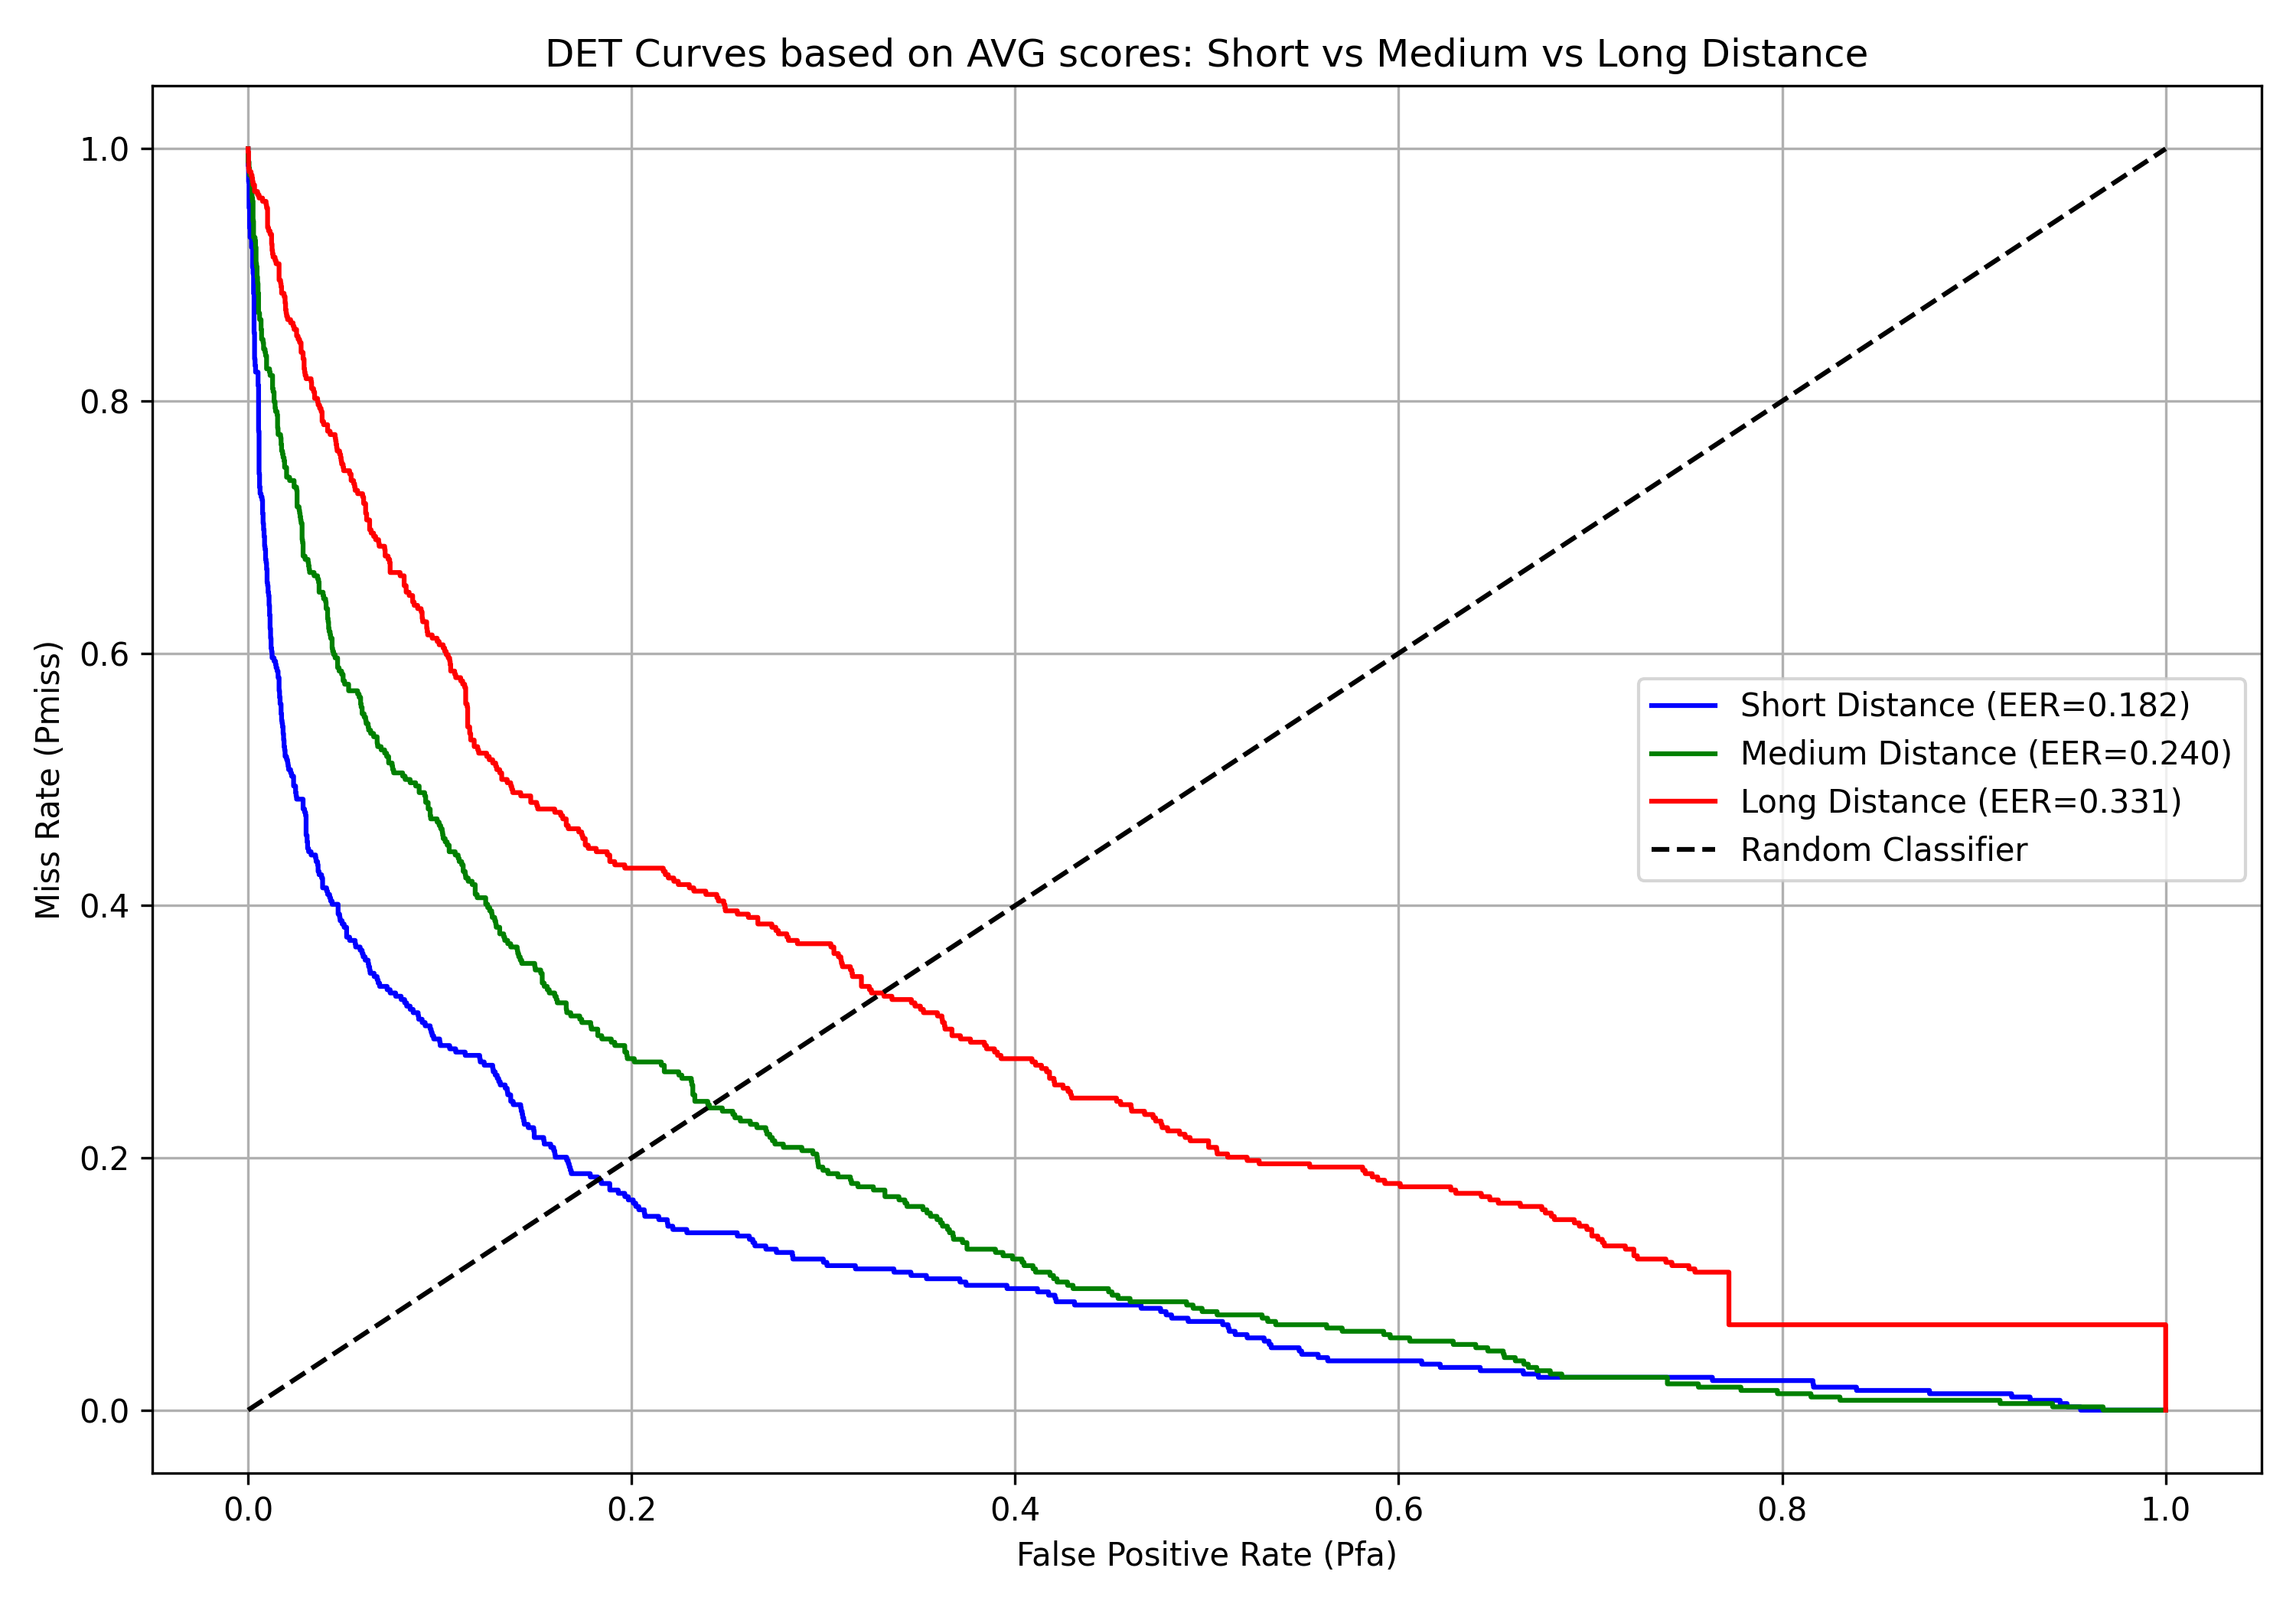 DET Curves based on AVG scores: Short vs Medium vs Long Distance
Miss Rate (Pmiss)
1.0
0.8
0.6
0.4
0.2
0.0
Short Distance (EER=0.182)
Medium Distance (EER=0.240)
Long Distance (EER=0.331)
Random Classifier
0.0 0.2 0.4 0.6 0.8 1.0
False Positive Rate (Pfa)